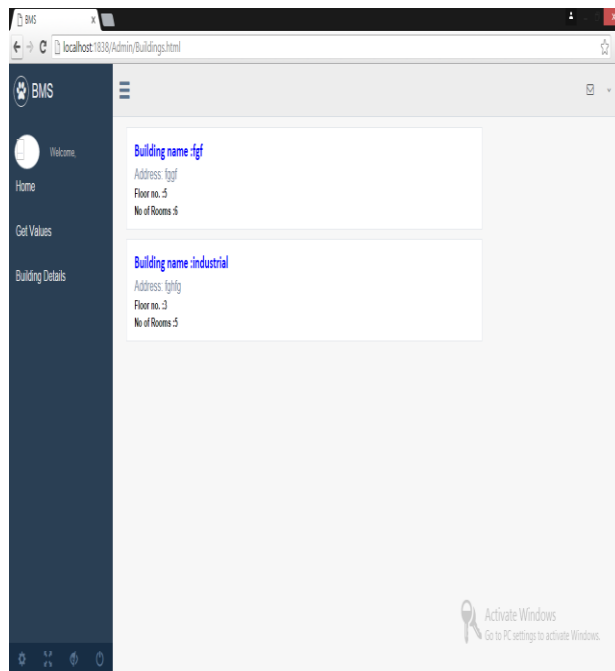 BMS
localhost:1838/Admin/Buildings.html
BMS
Welcome,
Home
Get Values
Building Details
Building name :fgf
Address: fggf
Floor no. :5
No of Rooms :6
Building name :industrial
Address: fghfg
Floor no. :3
No of Rooms :5
Activate Windows
Go to PC settings to activate Windows.